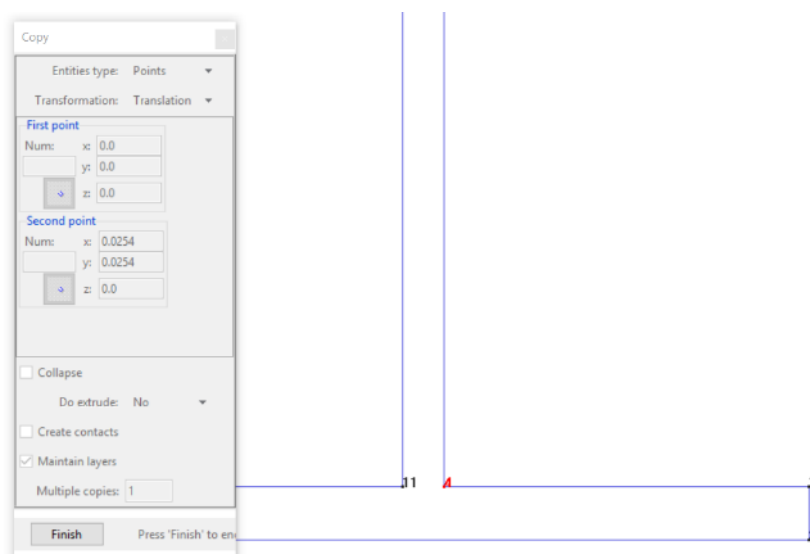 Copy
Entities type: Points
Transformation: Translation
First point
Num: x: 0.0
y: 0.0
z: 0.0
Second point
Num: x: 0.0254
y: 0.0254
z: 0.0
Collapse
Do extrude: No
Create contacts
Maintain layers
Multiple copies: 1
Finish Press 'Finish' to en
11 4